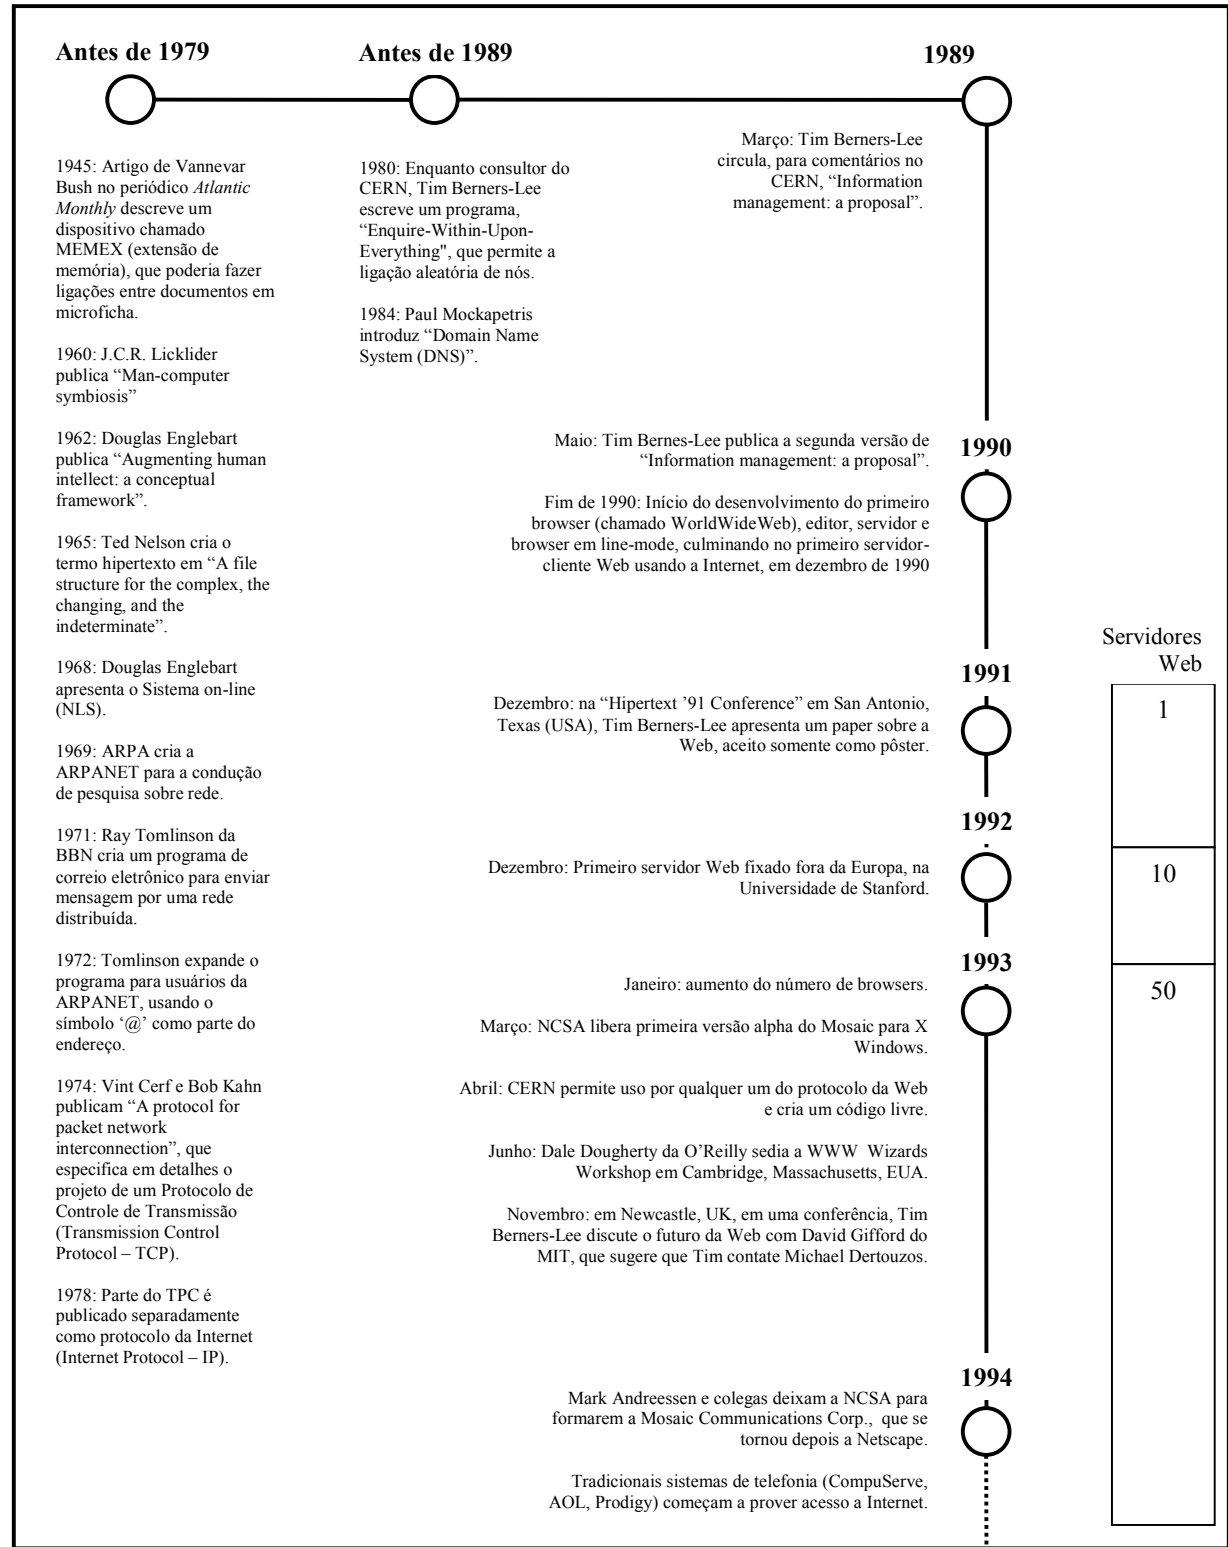 Antes de 1979
1945: Artigo de Vannevar
Bush no periódico Atlantic
Monthly descreve um
dispositivo chamado
MEMEX (extensão de
memória), que poderia fazer
ligações entre documentos em
microficha.
1960: J.C.R. Licklider
publica “Man-computer
symbiosis”
1962: Douglas Englebart
publica “Augmenting human
intellect: a conceptual
framework”.
1965: Ted Nelson cria o
termo hipertexto em “A file
structure for the complex, the
changing, and the
indeterminate”.
1968: Douglas Englebart
apresenta o Sistema on-line
(NLS).
1969: ARPA cria a
ARPANET para a condução
de pesquisa sobre rede.
1971: Ray Tomlinson da
BBN cria um programa de
correio eletrônico para enviar
mensagem por uma rede
distribuída.
1972: Tomlinson expande o
programa para usuários da
ARPANET, usando o
símbolo ‘@’ como parte do
endereço.
1974: Vint Cerf e Bob Kahn
publicam “A protocol for
packet network
interconnection”, que
especifica em detalhes o
projeto de um Protocolo de
Controle de Transmissão
(Transmission Control
Protocol – TCP).
1978: Parte do TPC é
publicado separadamente
como protocolo da Internet
(Internet Protocol – IP).
Antes de 1989
1980: Enquanto consultor do
CERN, Tim Berners-Lee
escreve um programa,
“Enquire-Within-Upon-
Everything", que permite a
ligação aleatória de nós.
1984: Paul Mockapetris
introduz “Domain Name
System (DNS)”.
1989
Março: Tim Berners-Lee
circula, para comentários no
CERN, “Information
management: a proposal”.
1990
Maio: Tim Bernes-Lee publica a segunda versão de
“Information management: a proposal”.
Fim de 1990: Início do desenvolvimento do primeiro
browser (chamado WorldWideWeb), editor, servidor e
browser em line-mode, culminando no primeiro servidor-
cliente Web usando a Internet, em dezembro de 1990
1991
Dezembro: na “Hipertext ’91 Conference” em San Antonio,
Texas (USA), Tim Berners-Lee apresenta um paper sobre a
Web, aceito somente como pôster.
1992
Dezembro: Primeiro servidor Web fixado fora da Europa, na
Universidade de Stanford.
1993
Janeiro: aumento do número de browsers.
Março: NCSA libera primeira versão alpha do Mosaic para X
Windows.
Abril: CERN permite uso por qualquer um do protocolo da Web
e cria um código livre.
Junho: Dale Dougherty da O’Reilly sedia a WWW Wizards
Workshop em Cambridge, Massachusetts, EUA.
Novembro: em Newcastle, UK, em uma conferência, Tim
Berners-Lee discute o futuro da Web com David Gifford do
MIT, que sugere que Tim contate Michael Dertouzos.
1994
Mark Andreessen e colegas deixam a NCSA para
formarem a Mosaic Communications Corp., que se
tornou depois a Netscape.
Tradicionais sistemas de telefonia (CompuServe,
AOL, Prodigy) começam a prover acesso a Internet.
Servidores
Web
1
10
50